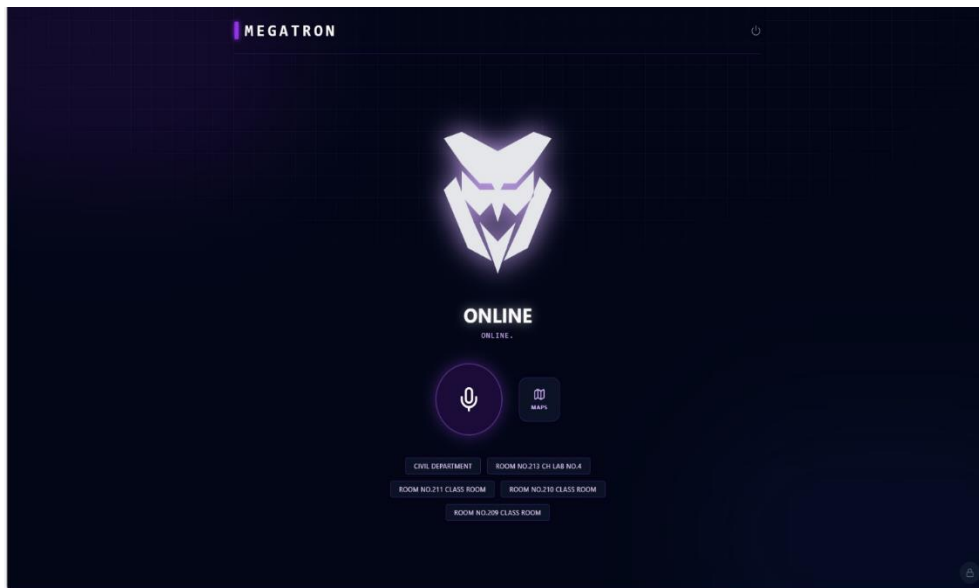 MEGATRON
ONLINE
ONLINE.
MAPS
CIVIL DEPARTMENT
ROOM NO.213 CH LAB NO.4
ROOM NO.211 CLASS ROOM
ROOM NO.210 CLASS ROOM
ROOM NO.209 CLASS ROOM